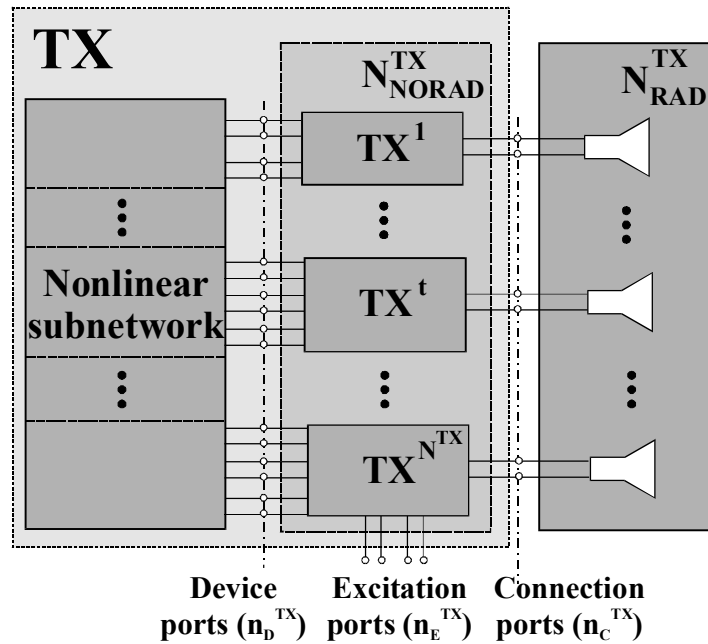 TX
N_NORAD^TX
N_RAD^TX
TX^1
Nonlinear
subnetwork
TX^t
TX^N^TX
Device
ports (n_D^TX)
Excitation
ports (n_E^TX)
Connection
ports (n_C^TX)